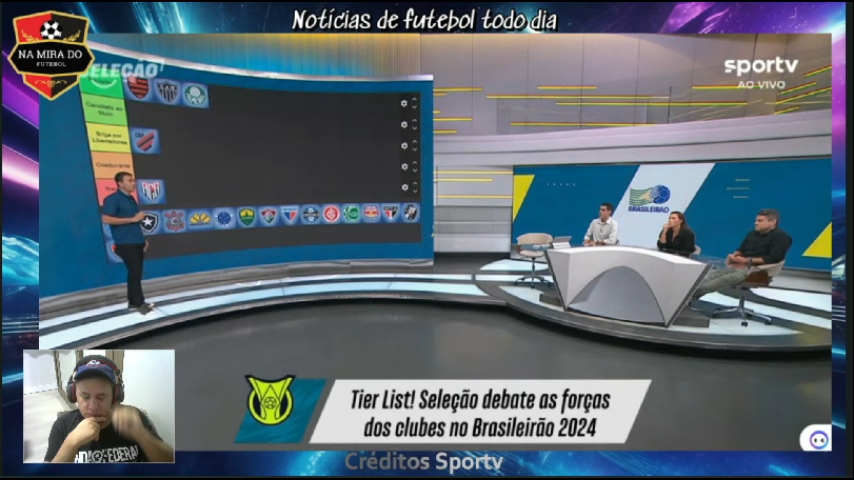 Notícias de futebol todo dia
NA MIRA DO
FUTEBOL
SELEÇÃO
sportv
AO VIVO
Candidato ao
título
Briga por
Libertadores
BRASILEIRÃO
Tier List! Seleção debate as forças
dos clubes no Brasileirão 2024
Créditos Sportv